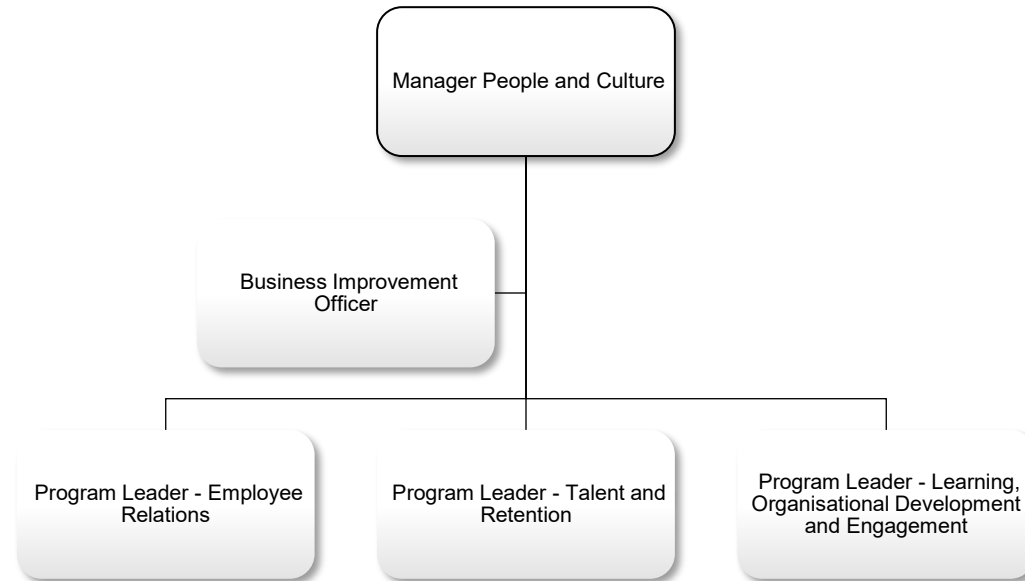 Manager People and Culture
Business Improvement
Officer
Program Leader - Employee
Relations
Program Leader - Talent and
Retention
Program Leader - Learning,
Organisational Development
and Engagement